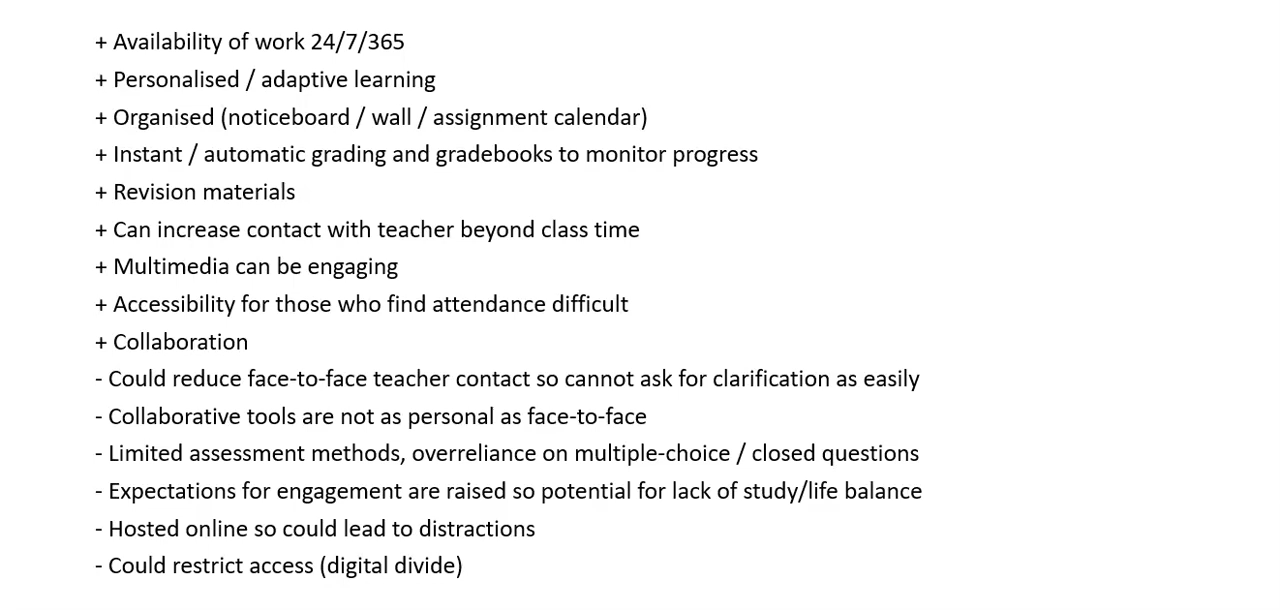 + Availability of work 24/7/365
+ Personalised / adaptive learning
+ Organised (noticeboard / wall / assignment calendar)
+ Instant / automatic grading and gradebooks to monitor progress
+ Revision materials
+ Can increase contact with teacher beyond class time
+ Multimedia can be engaging
+ Accessibility for those who find attendance difficult
+ Collaboration
- Could reduce face-to-face teacher contact so cannot ask for clarification as easily
- Collaborative tools are not as personal as face-to-face
- Limited assessment methods, overreliance on multiple-choice / closed questions
- Expectations for engagement are raised so potential for lack of study/life balance
- Hosted online so could lead to distractions
- Could restrict access (digital divide)